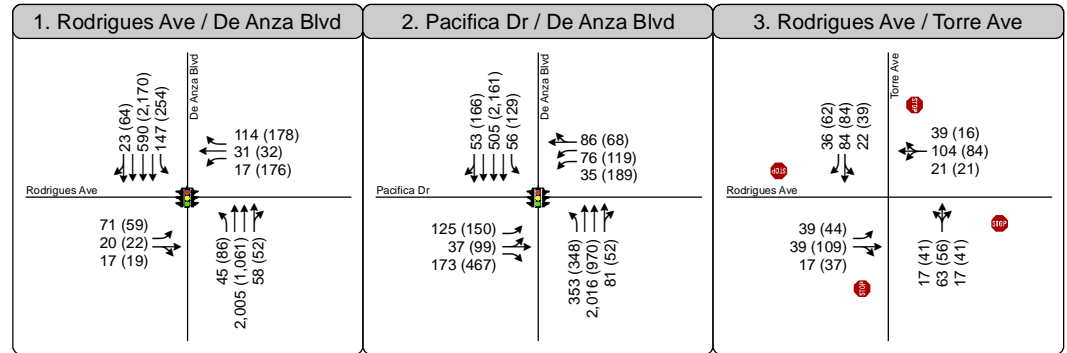 1. Rodrigues Ave / De Anza Blvd
De Anza Blvd
23 (64)
590 (2,170)
147 (254)
114 (178)
31 (32)
17 (176)
Rodrigues Ave
71 (59)
20 (22)
17 (19)
45 (86)
2,005 (1,061)
58 (52)
2. Pacifica Dr / De Anza Blvd
De Anza Blvd
53 (166)
505 (2,161)
56 (129)
86 (68)
76 (119)
35 (189)
Pacifica Dr
125 (150)
37 (99)
173 (467)
353 (348)
2,016 (970)
81 (52)
3. Rodrigues Ave / Torre Ave
Torre Ave
36 (62)
84 (84)
22 (39)
STOP
39 (16)
104 (84)
21 (21)
STOP
Rodrigues Ave
39 (44)
39 (109)
17 (37)
STOP
17 (41)
63 (56)
17 (41)
STOP